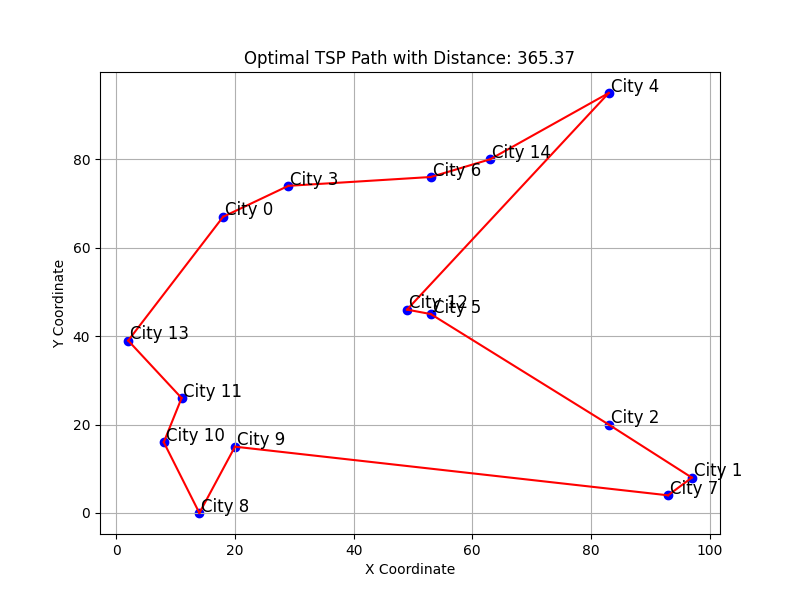 Optimal TSP Path with Distance: 365.37
City 4
City 14
City 6
City 3
City 0
City 12
City 5
City 13
City 11
City 2
City 10
City 9
City 1
City 7
City 8
80
60
40
20
0
0 20 40 60 80 100
X Coordinate
Y Coordinate